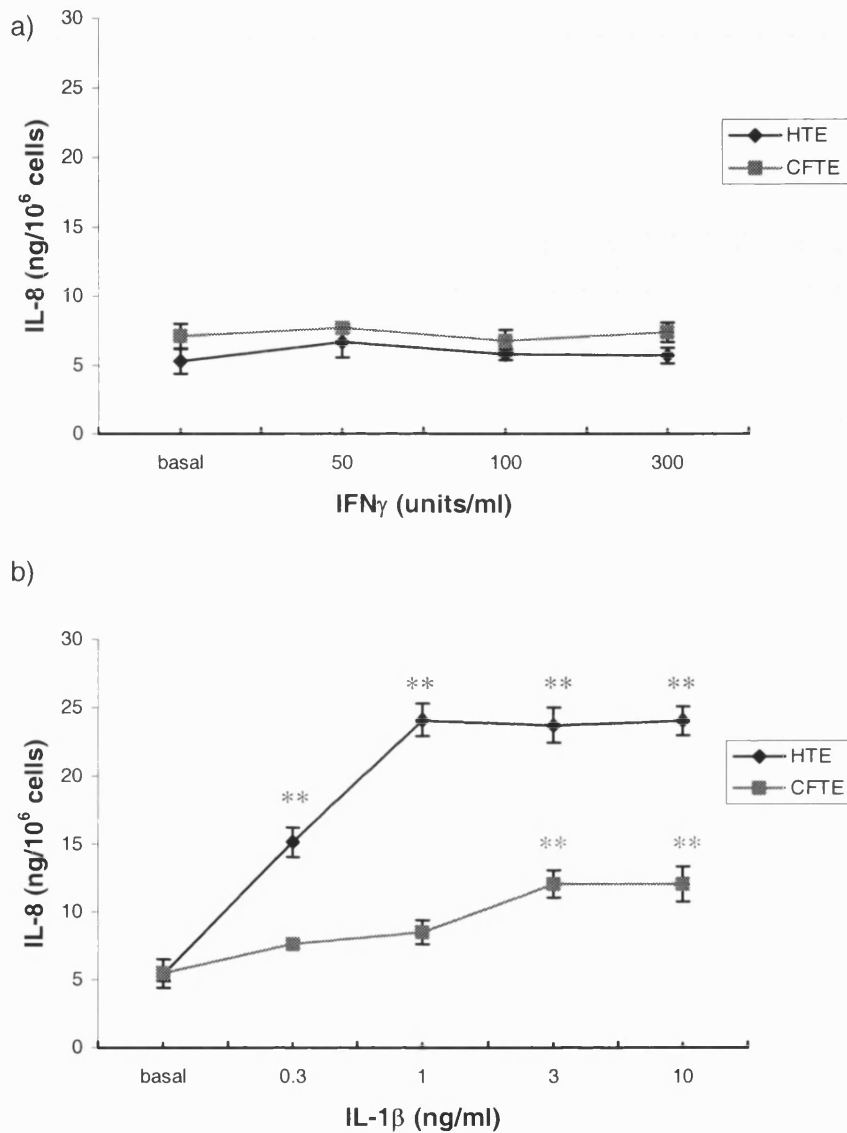 a)
30
25
20
15
10
5
0
IL-8 (ng/10⁶ cells)
HTE
CFTE
basal 50 100 300
IFNγ (units/ml)
b)
30
25
20
15
10
5
0
IL-8 (ng/10⁶ cells)
** ** **
**
** **
HTE
CFTE
basal 0.3 1 3 10
IL-1β (ng/ml)